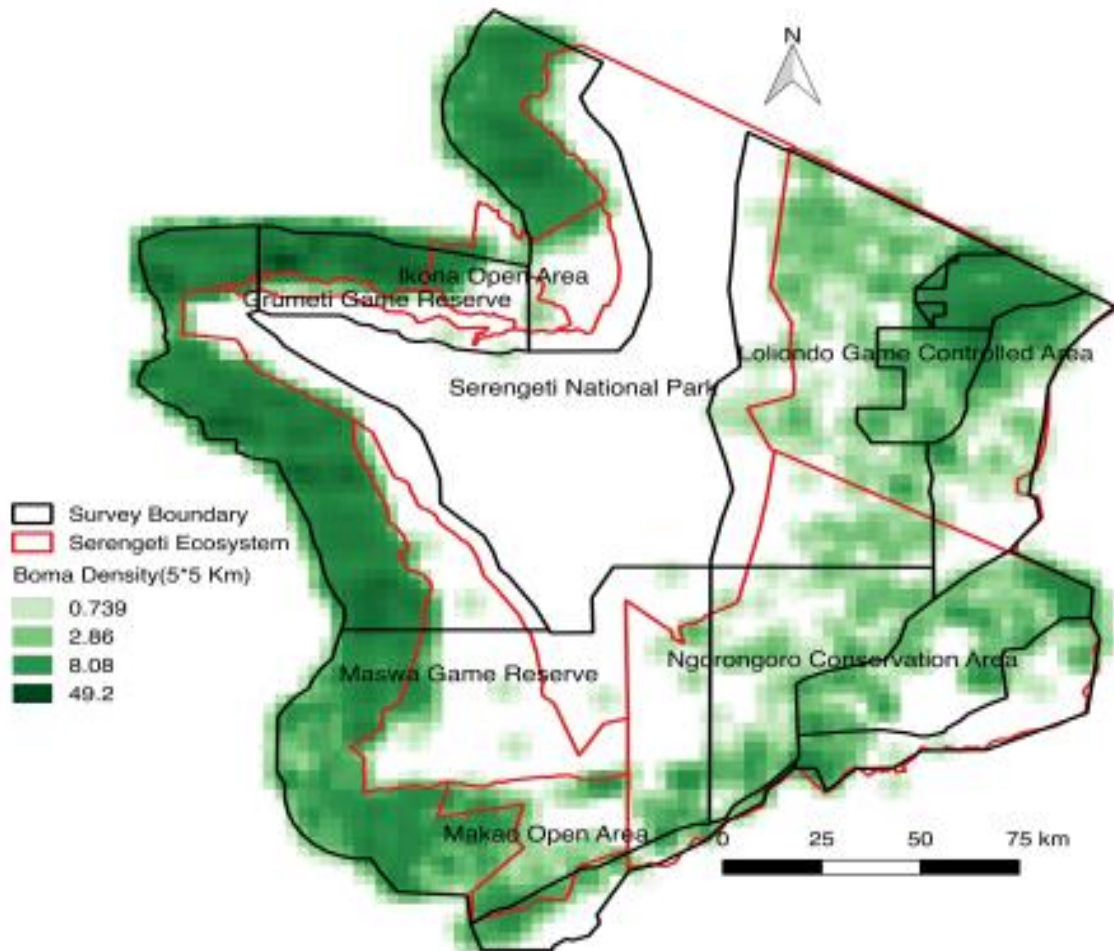 N
Ikona Open Area
Grumeti Game Reserve
Loliondo Game Controlled Area
Serengeti National Park
Survey Boundary
Serengeti Ecosystem
Boma Density(5*5 Km)
0.739
2.86
8.08
49.2
Maswa Game Reserve
Ngorongoro Conservation Area
Makao Open Area
0 25 50 75 km